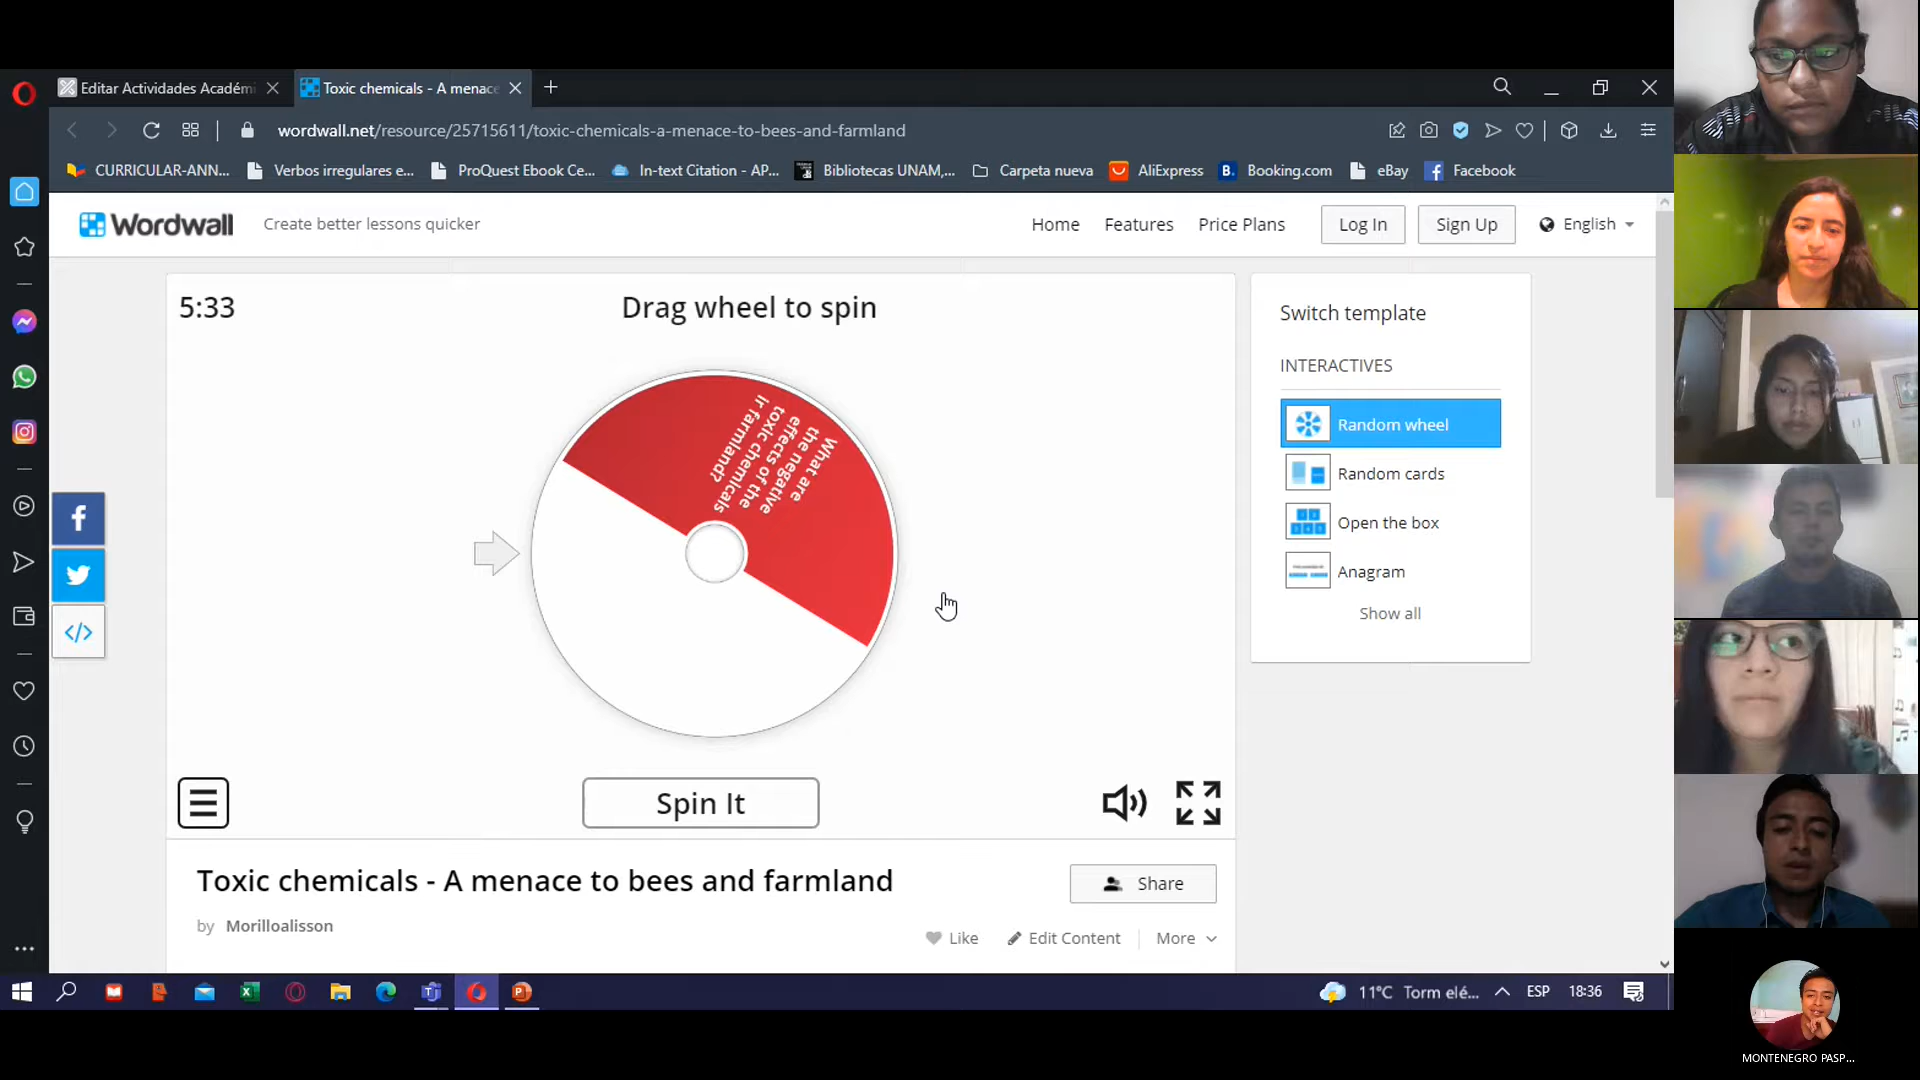 Editar Actividades Académi
Toxic chemicals - A menace
wordwall.net/resource/25715611/toxic-chemicals-a-menace-to-bees-and-farmland
CURRICULAR-ANN...
Verbos irregulares e...
ProQuest Ebook Ce...
In-text Citation - AP...
Bibliotecas UNAM,...
Carpeta nueva
AliExpress
Booking.com
eBay
Facebook
Wordwall
Create better lessons quicker
Home
Features
Price Plans
Log In
Sign Up
English
5:33
Drag wheel to spin
What are
the negative
effects of the
toxic chemicals
ir farmland?
Spin It
Switch template
INTERACTIVES
Random wheel
Random cards
Open the box
Anagram
Show all
Toxic chemicals - A menace to bees and farmland
Share
by Morilloalisson
Like
Edit Content
More
11°C Torm elé...
ESP
18:36
MONTENEGRO PASP...